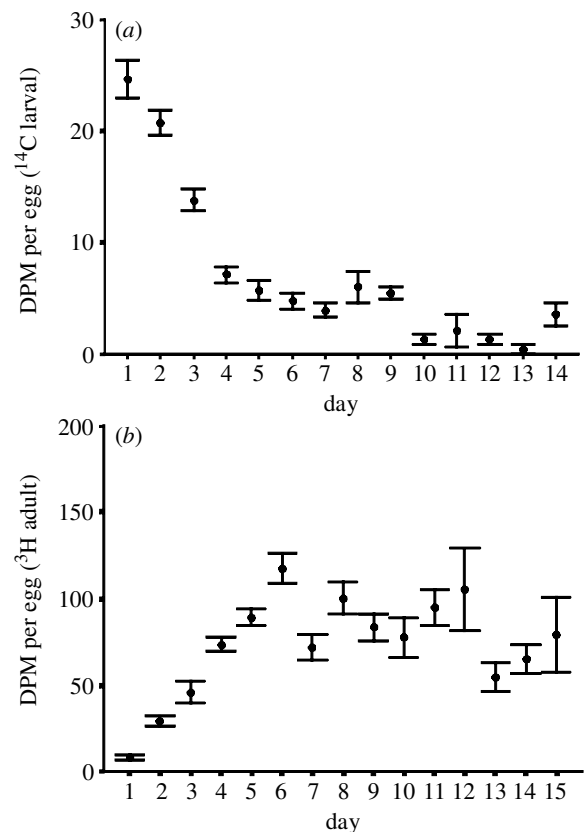 (a)
30
20
10
0
DPM per egg (¹⁴C larval)
1 2 3 4 5 6 7 8 9 10 11 12 13 14
day
(b)
200
150
100
50
0
DPM per egg (³H adult)
1 2 3 4 5 6 7 8 9 10 11 12 13 14 15
day